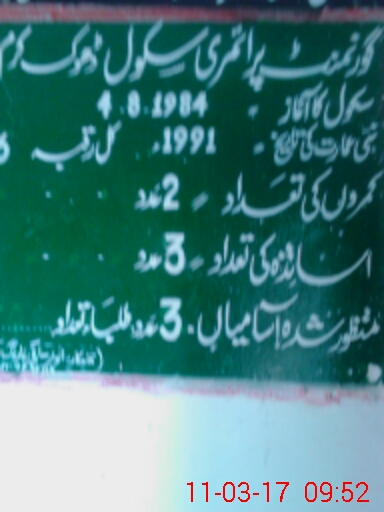 گورنمنٹ پرائمری سکول ڈھوک کرم
سکول کا آغاز 4.8.1984
نئی عمارت کی تاریخ 1991ء کل رقبہ
کمروں کی تعداد 2 عدد
اساتذہ کی تعداد 3 عدد
منظور شدہ آسامیاں 3 عدد طلباء تعداد
11-03-17 09:52